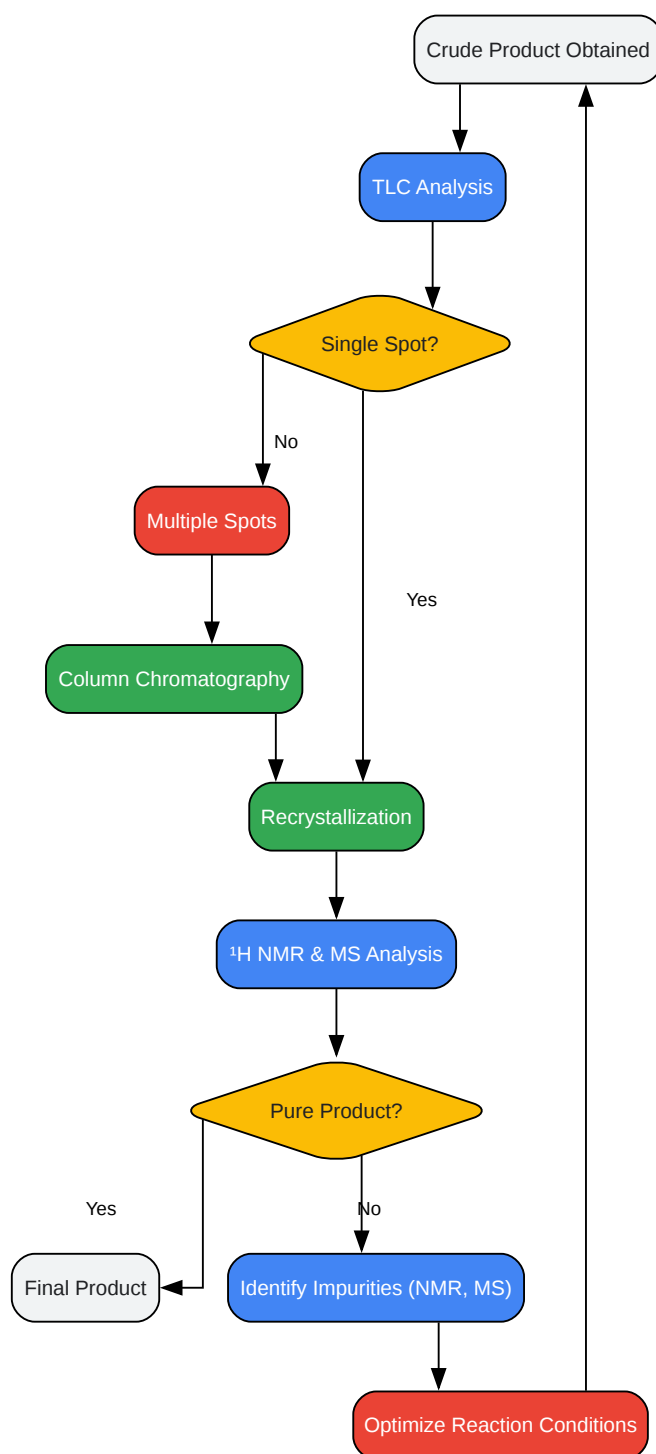 Crude Product Obtained
TLC Analysis
Single Spot?
No
Multiple Spots
Yes
Column Chromatography
Recrystallization
¹H NMR & MS Analysis
Pure Product?
Yes
No
Final Product
Identify Impurities (NMR, MS)
Optimize Reaction Conditions